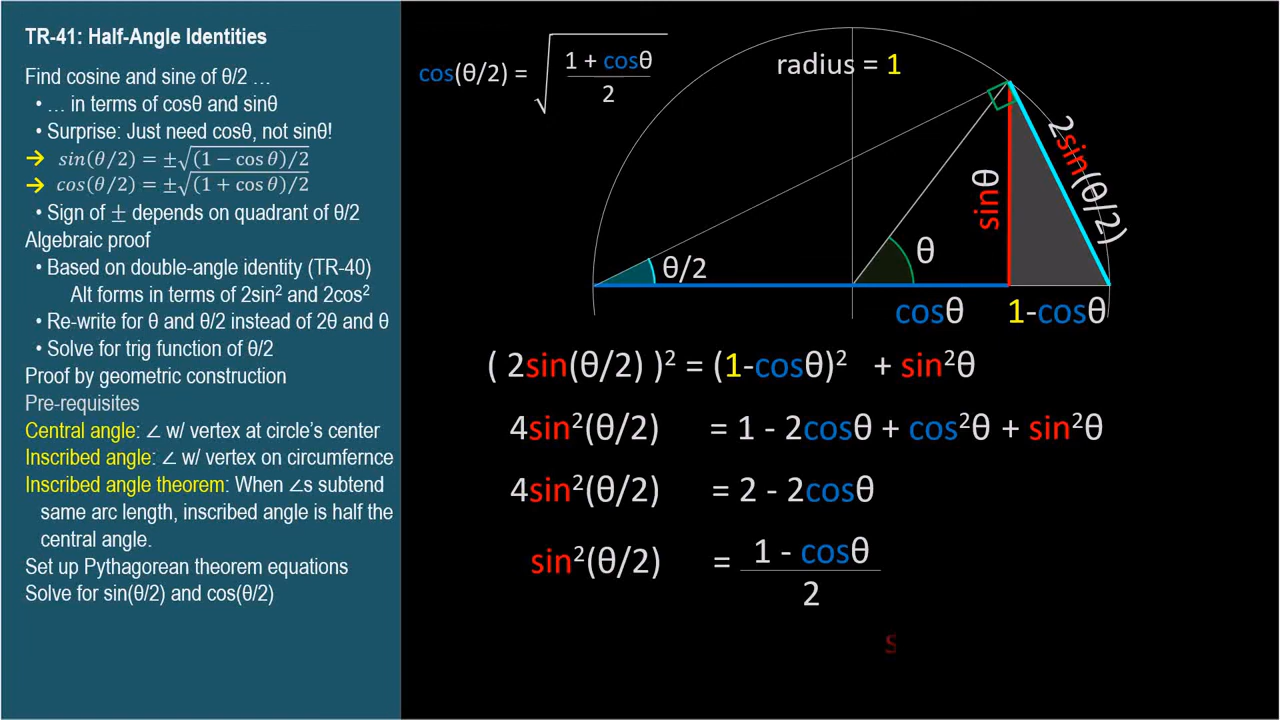 TR-41: Half-Angle Identities
Find cosine and sine of θ/2 …
• … in terms of cosθ and sinθ
• Surprise: Just need cosθ, not sinθ!
→ sin(θ/2) = ±√(1 − cos θ)/2
→ cos(θ/2) = ±√(1 + cos θ)/2
• Sign of ± depends on quadrant of θ/2
Algebraic proof
• Based on double-angle identity (TR-40)
Alt forms in terms of 2sin² and 2cos²
• Re-write for θ and θ/2 instead of 2θ and θ
• Solve for trig function of θ/2
Proof by geometric construction
Pre-requisites
Central angle: ∠ w/ vertex at circle’s center
Inscribed angle: ∠ w/ vertex on circumfernce
Inscribed angle theorem: When ∠s subtend
same arc length, inscribed angle is half the
central angle.
Set up Pythagorean theorem equations
Solve for sin(θ/2) and cos(θ/2)
cos(θ/2) = √ 1 + cosθ
2
radius = 1
2sin(θ/2)
sinθ
θ
θ/2
cosθ 1-cosθ
( 2sin(θ/2) )² = (1-cosθ)² + sin²θ
4sin²(θ/2) = 1 - 2cosθ + cos²θ + sin²θ
4sin²(θ/2) = 2 - 2cosθ
sin²(θ/2) = 1 - cosθ
2
s